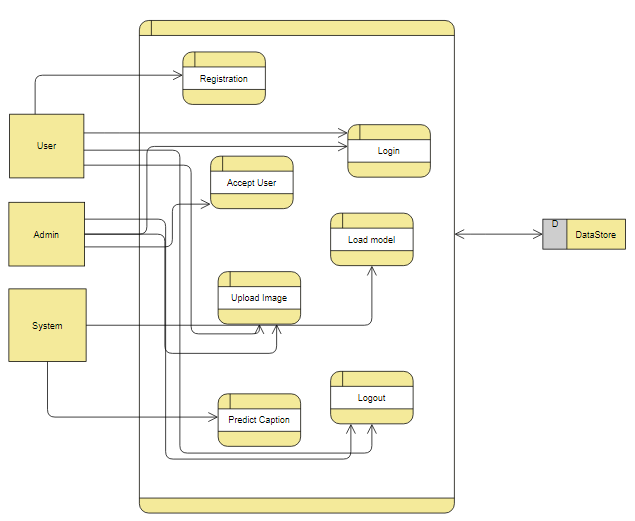 Registration
User
Login
Accept User
Admin
Load model
D
DataStore
Upload Image
System
Logout
Predict Caption